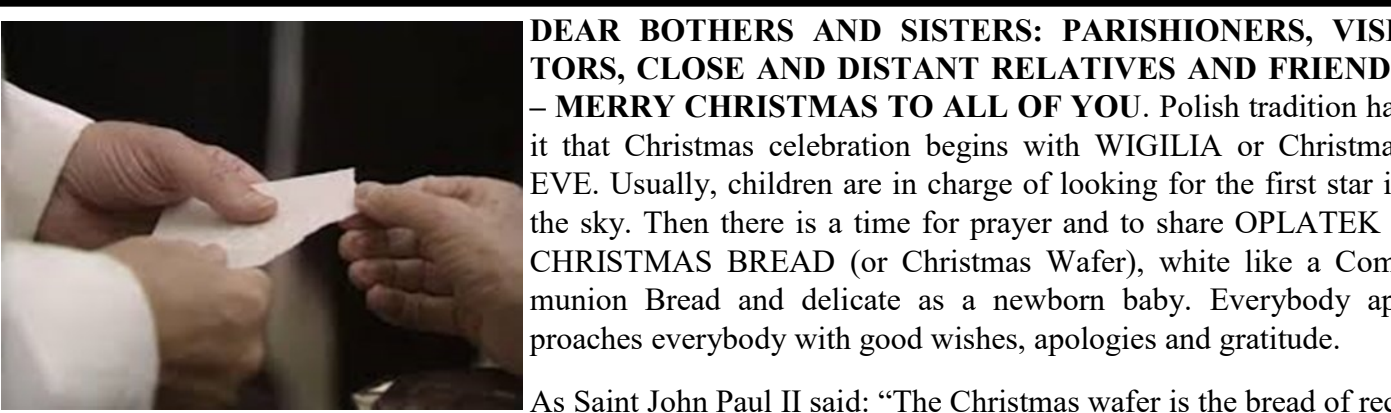 DEAR BOTHERS AND SISTERS: PARISHIONERS, VISI
TORS, CLOSE AND DISTANT RELATIVES AND FRIEND
– MERRY CHRISTMAS TO ALL OF YOU. Polish tradition ha
it that Christmas celebration begins with WIGILIA or Christma
EVE. Usually, children are in charge of looking for the first star i
the sky. Then there is a time for prayer and to share OPLATEK
CHRISTMAS BREAD (or Christmas Wafer), white like a Com
munion Bread and delicate as a newborn baby. Everybody ap
proaches everybody with good wishes, apologies and gratitude.
As Saint John Paul II said: “The Christmas wafer is the bread of rec